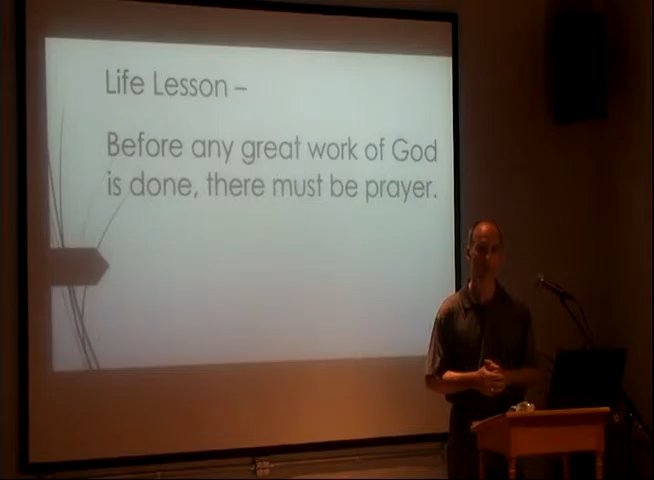 Life Lesson –
Before any great work of God
is done, there must be prayer.